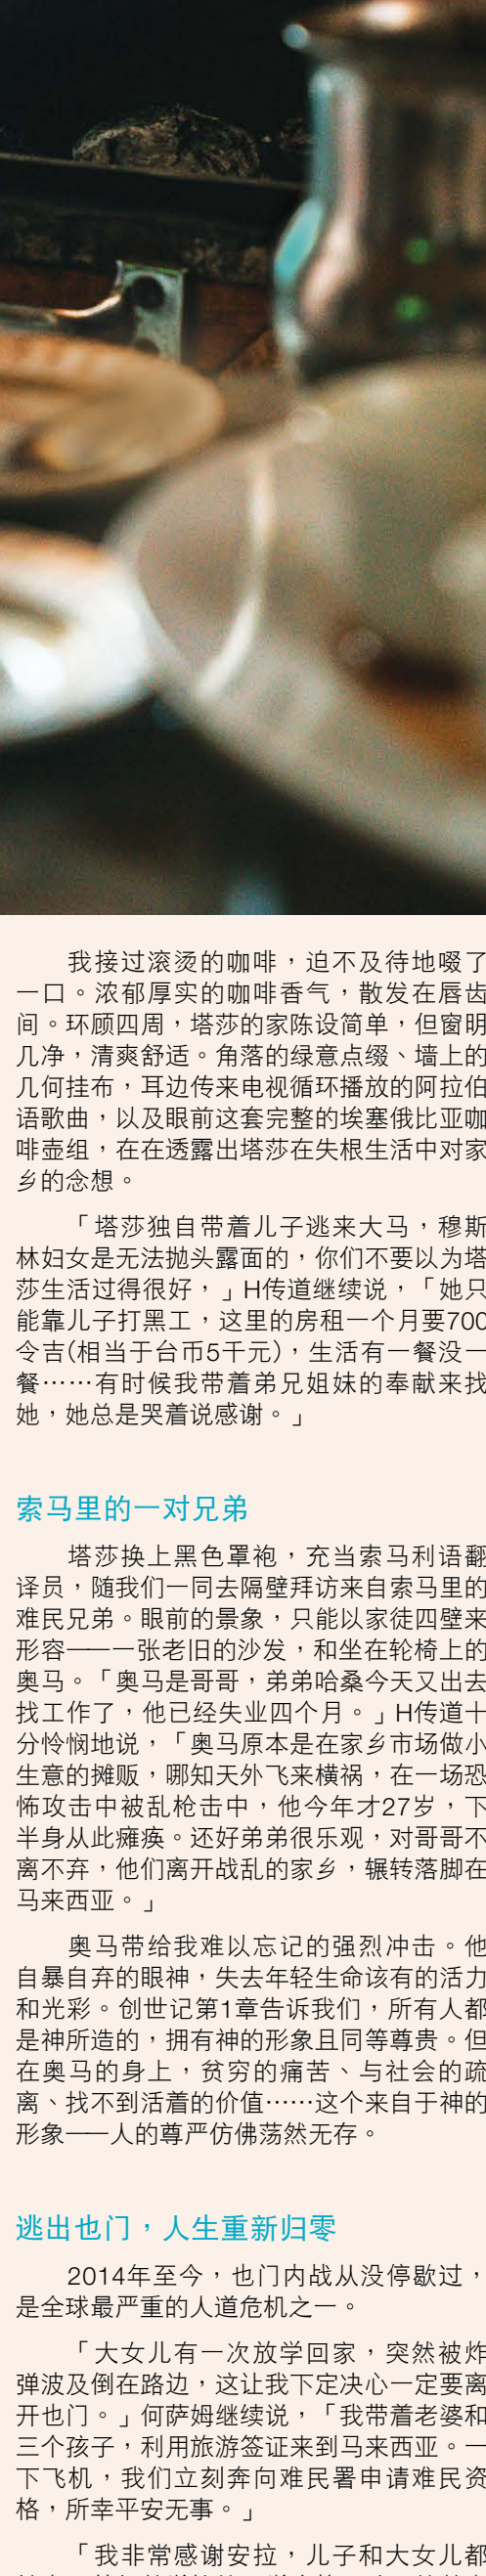 我接过滚烫的咖啡，迫不及待地啜了
一口。浓郁厚实的咖啡香气，散发在唇齿
间。环顾四周，塔莎的家陈设简单，但窗明
几净，清爽舒适。角落的绿意点缀、墙上的
几何挂布，耳边传来电视循环播放的阿拉伯
语歌曲，以及眼前这套完整的埃塞俄比亚咖
啡壶组，在在透露出塔莎在失根生活中对家
乡的念想。
「塔莎独自带着儿子逃来大马，穆斯
林妇女是无法抛头露面的，你们不要以为塔
莎生活过得很好，」H传道继续说，「她只
能靠儿子打黑工，这里的房租一个月要700
令吉(相当于台币5千元)，生活有一餐没一
餐……有时候我带着弟兄姐妹的奉献来找
她，她总是哭着说感谢。」
索马里的一对兄弟
塔莎换上黑色罩袍，充当索马利语翻
译员，随我们一同去隔壁拜访来自索马里的
难民兄弟。眼前的景象，只能以家徒四壁来
形容——一张老旧的沙发，和坐在轮椅上的
奥马。「奥马是哥哥，弟弟哈桑今天又出去
找工作了，他已经失业四个月。」H传道十
分怜悯地说，「奥马原本是在家乡市场做小
生意的摊贩，哪知天外飞来横祸，在一场恐
怖攻击中被乱枪击中，他今年才27岁，下
半身从此瘫痪。还好弟弟很乐观，对哥哥不
离不弃，他们离开战乱的家乡，辗转落脚在
马来西亚。」
奥马带给我难以忘记的强烈冲击。他
自暴自弃的眼神，失去年轻生命该有的活力
和光彩。创世记第1章告诉我们，所有人都
是神所造的，拥有神的形象且同等尊贵。但
在奥马的身上，贫穷的痛苦、与社会的疏
离、找不到活着的价值……这个来自于神的
形象——人的尊严仿佛荡然无存。
逃出也门，人生重新归零
2014年至今，也门内战从没停歇过，
是全球最严重的人道危机之一。
「大女儿有一次放学回家，突然被炸
弹波及倒在路边，这让我下定决心一定要离
开也门。」何萨姆继续说，「我带着老婆和
三个孩子，利用旅游签证来到马来西亚。一
下飞机，我们立刻奔向难民署申请难民资
格，所幸平安无事。」
「我非常感谢安拉，儿子和大女儿都